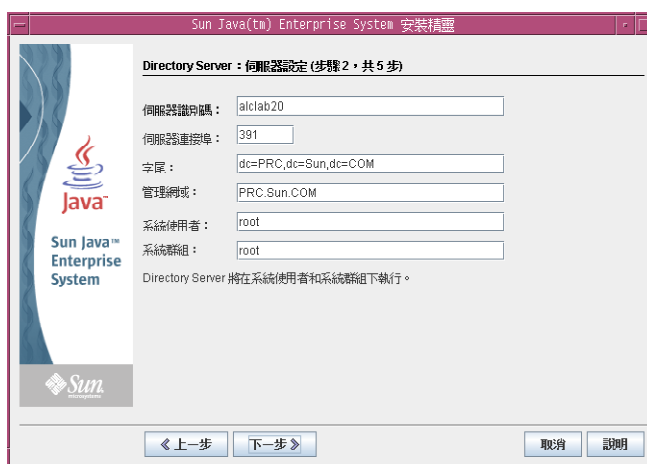 Sun Java(tm) Enterprise System 安裝精靈
Directory Server：伺服器設定 (步驟 2，共 5 步)
伺服器識別碼： alclab20
伺服器連接埠： 391
字尾： dc=PRC,dc=Sun,dc=COM
管理網域： PRC.Sun.COM
系統使用者： root
系統群組： root
Directory Server 將在系統使用者和系統群組下執行。
Java™
Sun Java™
Enterprise
System
Sun
microsystems
上一步 下一步 取消 說明